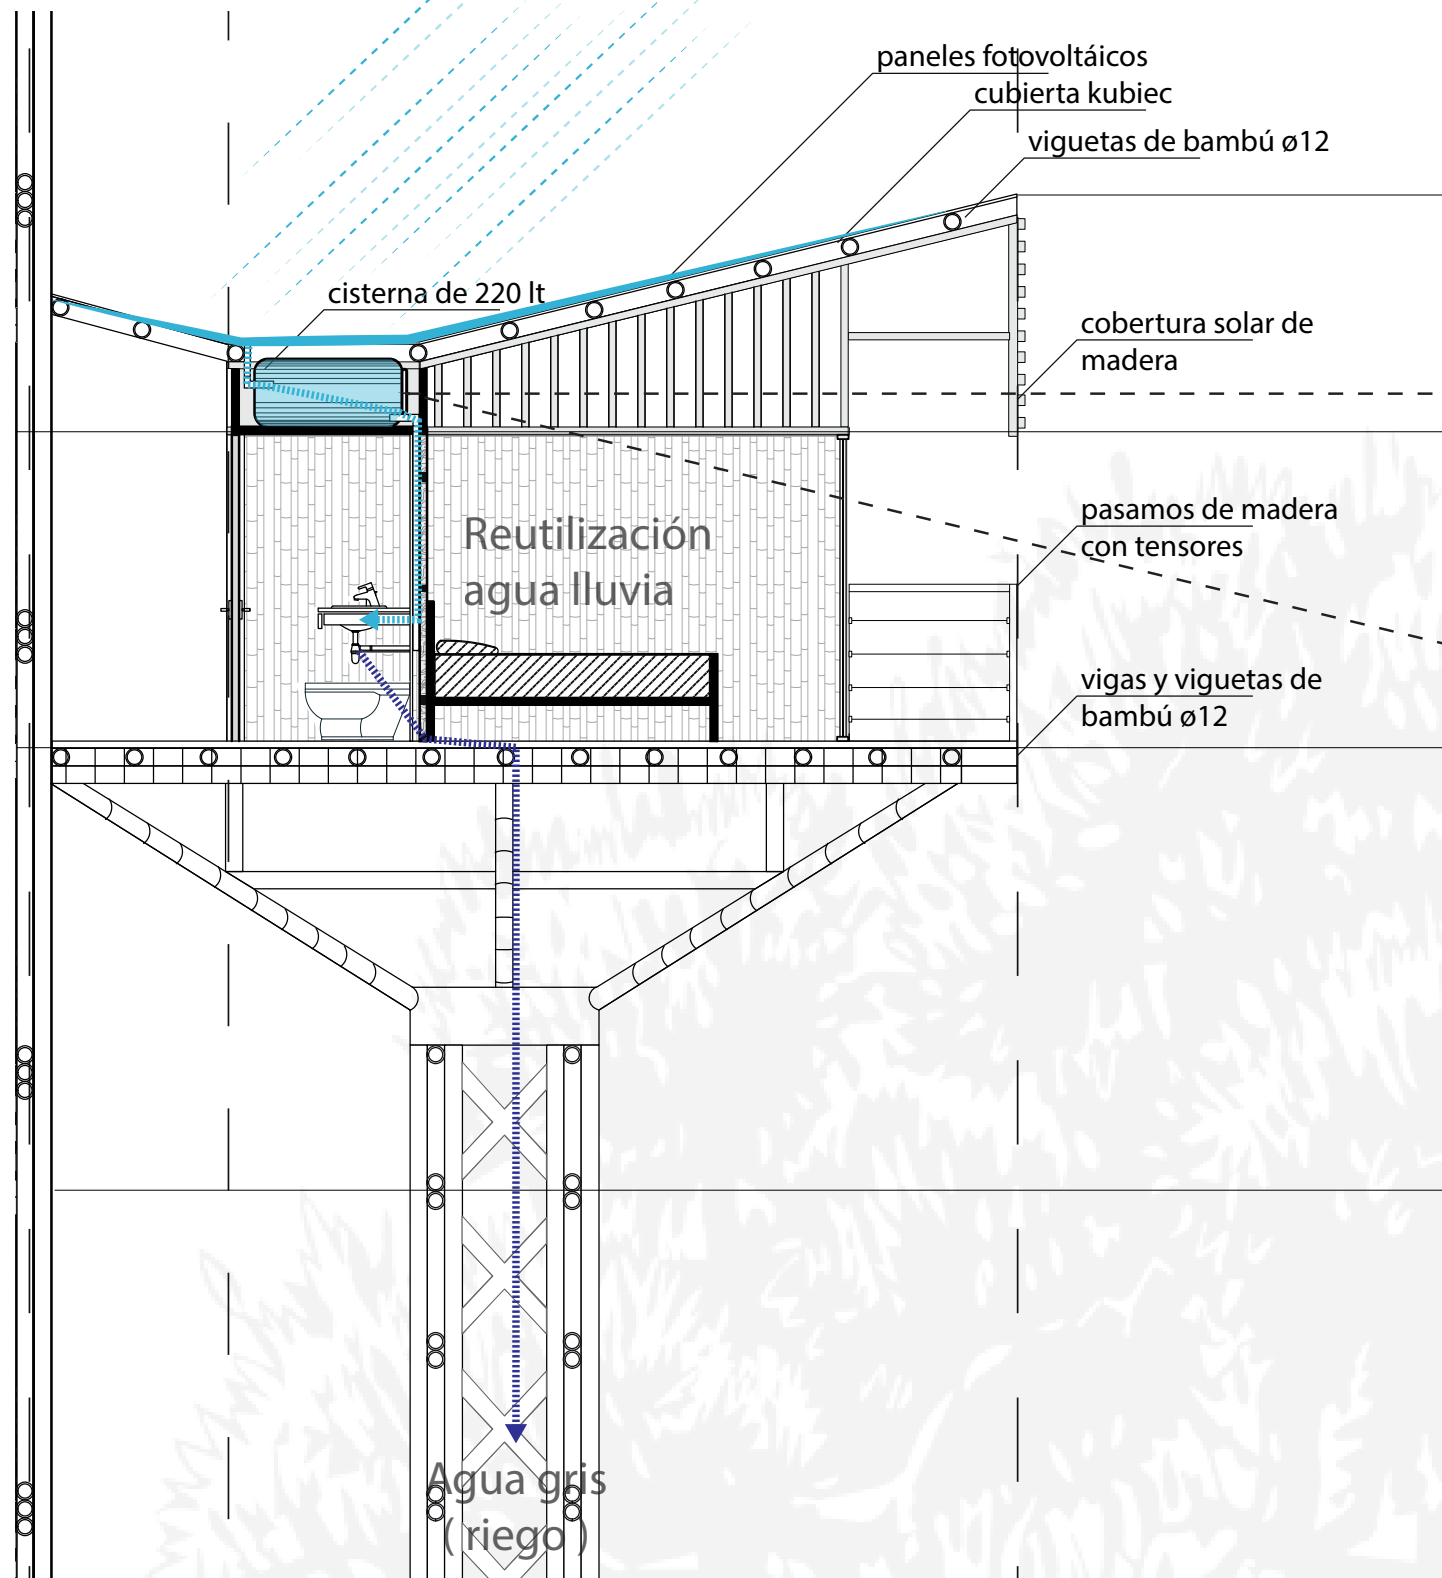 paneles fotovoltáicos
cubierta kubiec
viguetas de bambú ø12
cisterna de 220 lt
cobertura solar de
madera
pasamos de madera
con tensores
Reutilización
agua lluvia
vigas y viguetas de
bambú ø12
Agua gris
( riego )